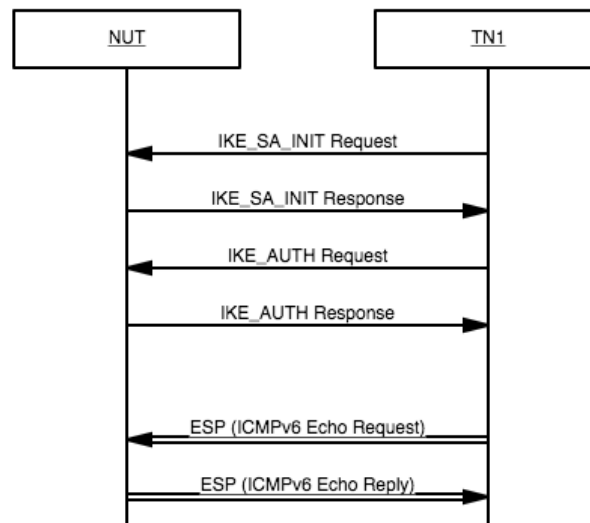 NUT
TN1
IKE_SA_INIT Request
IKE_SA_INIT Response
IKE_AUTH Request
IKE_AUTH Response
ESP (ICMPv6 Echo Request)
ESP (ICMPv6 Echo Reply)